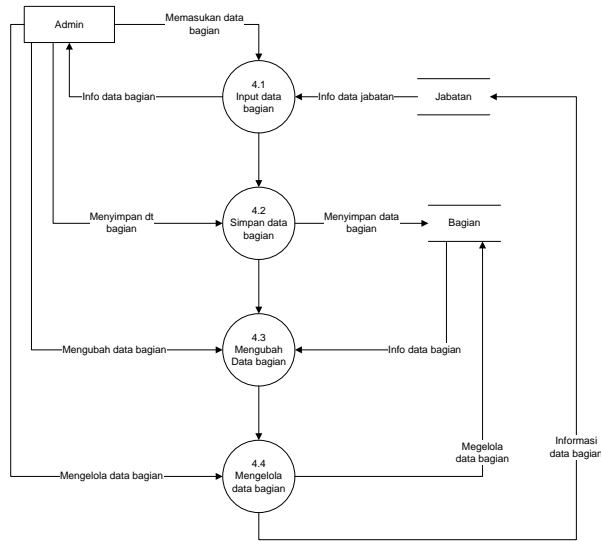 Admin
Memasukan data
bagian
4.1
Input data
bagian
Info data bagian
Info data jabatan
Jabatan
4.2
Simpan data
bagian
Menyimpan dt
bagian
Menyimpan data
bagian
Bagian
4.3
Mengubah
Data bagian
Mengubah data bagian
Info data bagian
4.4
Mengelola
data bagian
Mengelola data bagian
Megelola
data bagian
Informasi
data bagian